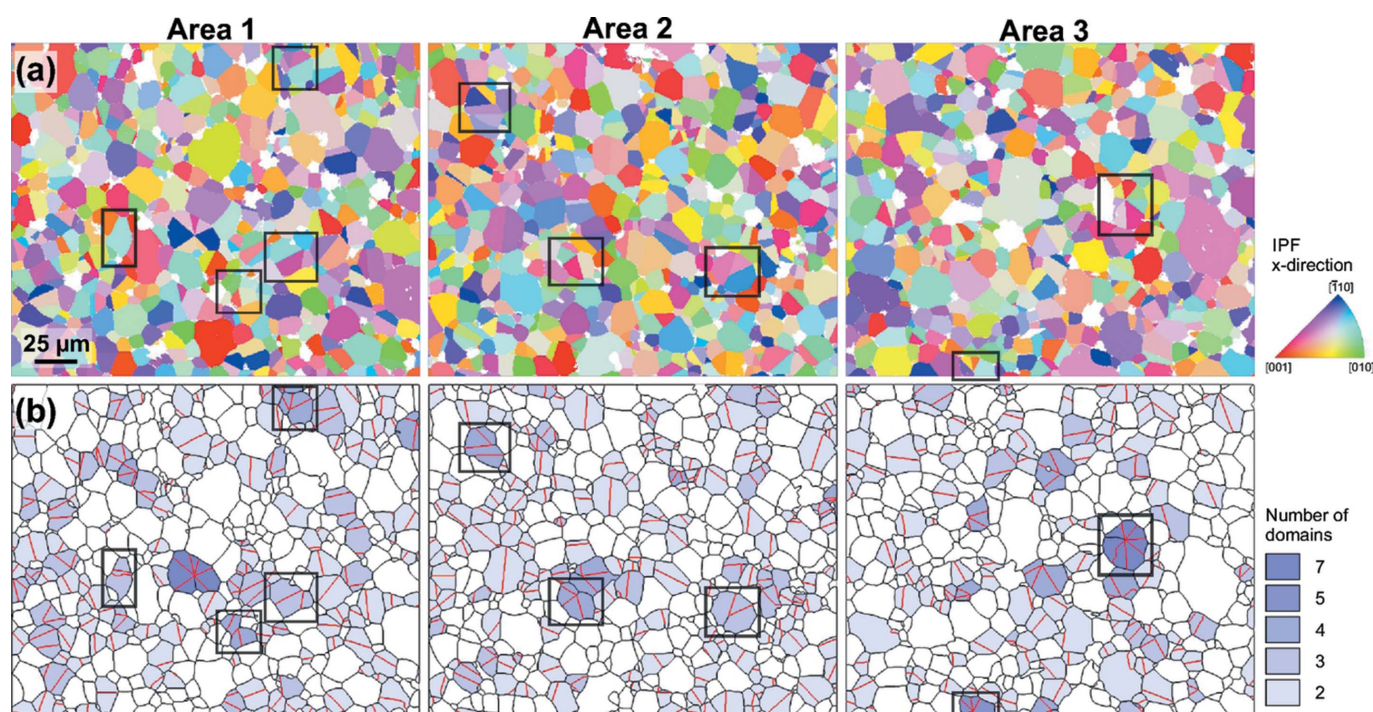 Area 1
Area 2
Area 3
(a)
25 µm
IPF
x-direction
[1̄10]
[001]
[010]
(b)
Number of
domains
7
5
4
3
2